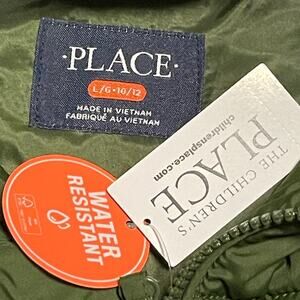 ·PLACE·
L/G·10/12
MADE IN VIETNAM
FABRIQUÉ AU VIETNAM
WATER
RESISTANT
THE CHILDREN'S
PLACE
childrensplace.com